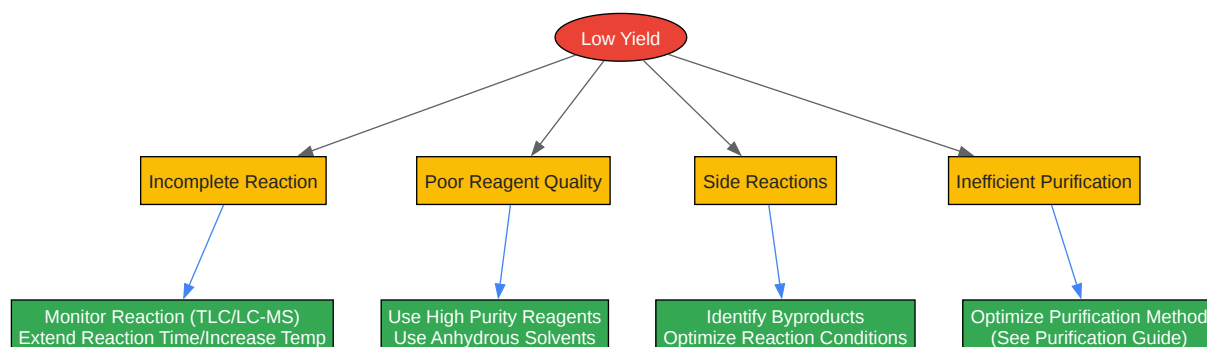 Low Yield
Incomplete Reaction
Poor Reagent Quality
Side Reactions
Inefficient Purification
Monitor Reaction (TLC/LC-MS)
Extend Reaction Time/Increase Temp
Use High Purity Reagents
Use Anhydrous Solvents
Identify Byproducts
Optimize Reaction Conditions
Optimize Purification Method
(See Purification Guide)